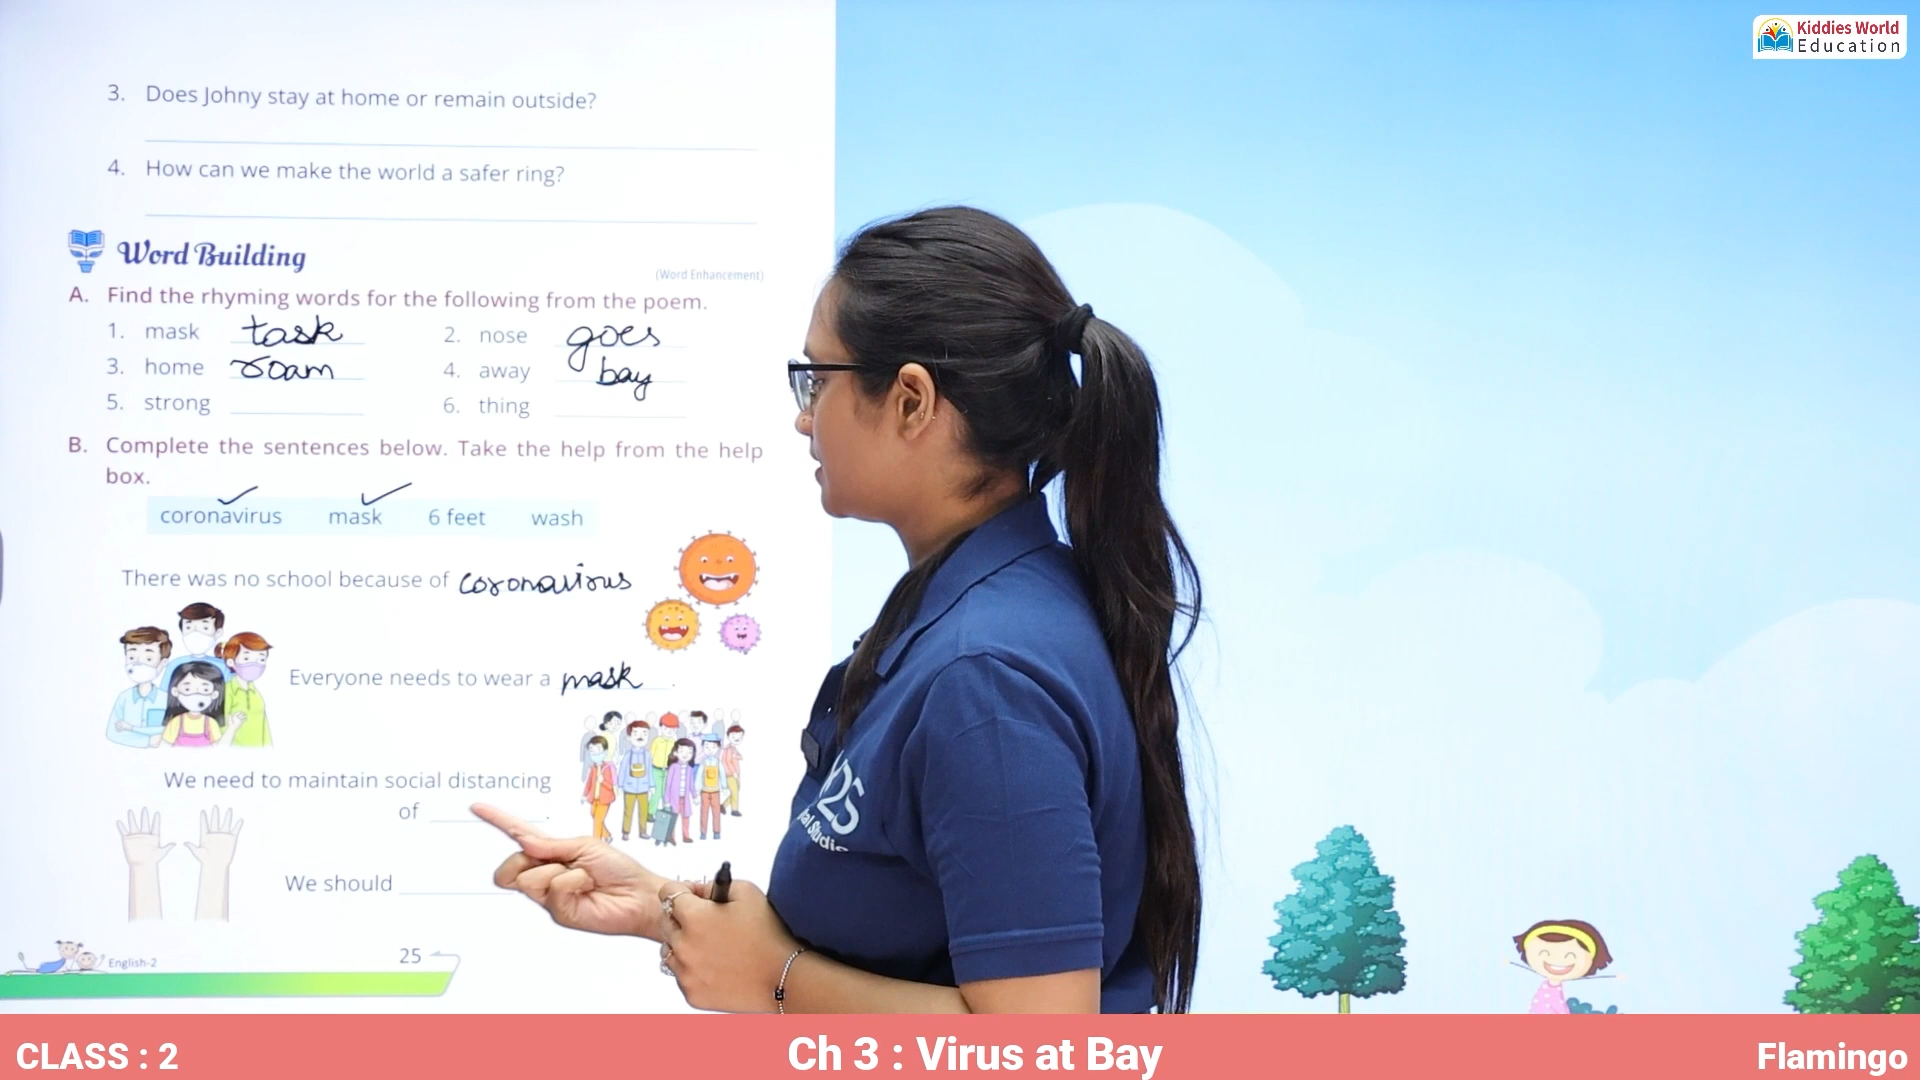 Kiddies World
Education
3. Does Johny stay at home or remain outside?
4. How can we make the world a safer ring?
Word Building
(Word Enhancement)
A. Find the rhyming words for the following from the poem.
1. mask task 2. nose goes
3. home roam 4. away bay
5. strong 6. thing
B. Complete the sentences below. Take the help from the help
box.
coronavirus mask 6 feet wash
There was no school because of coronavirus
Everyone needs to wear a mask .
We need to maintain social distancing
of .
We should
English-2
25
CLASS : 2
Ch 3 : Virus at Bay
Flamingo